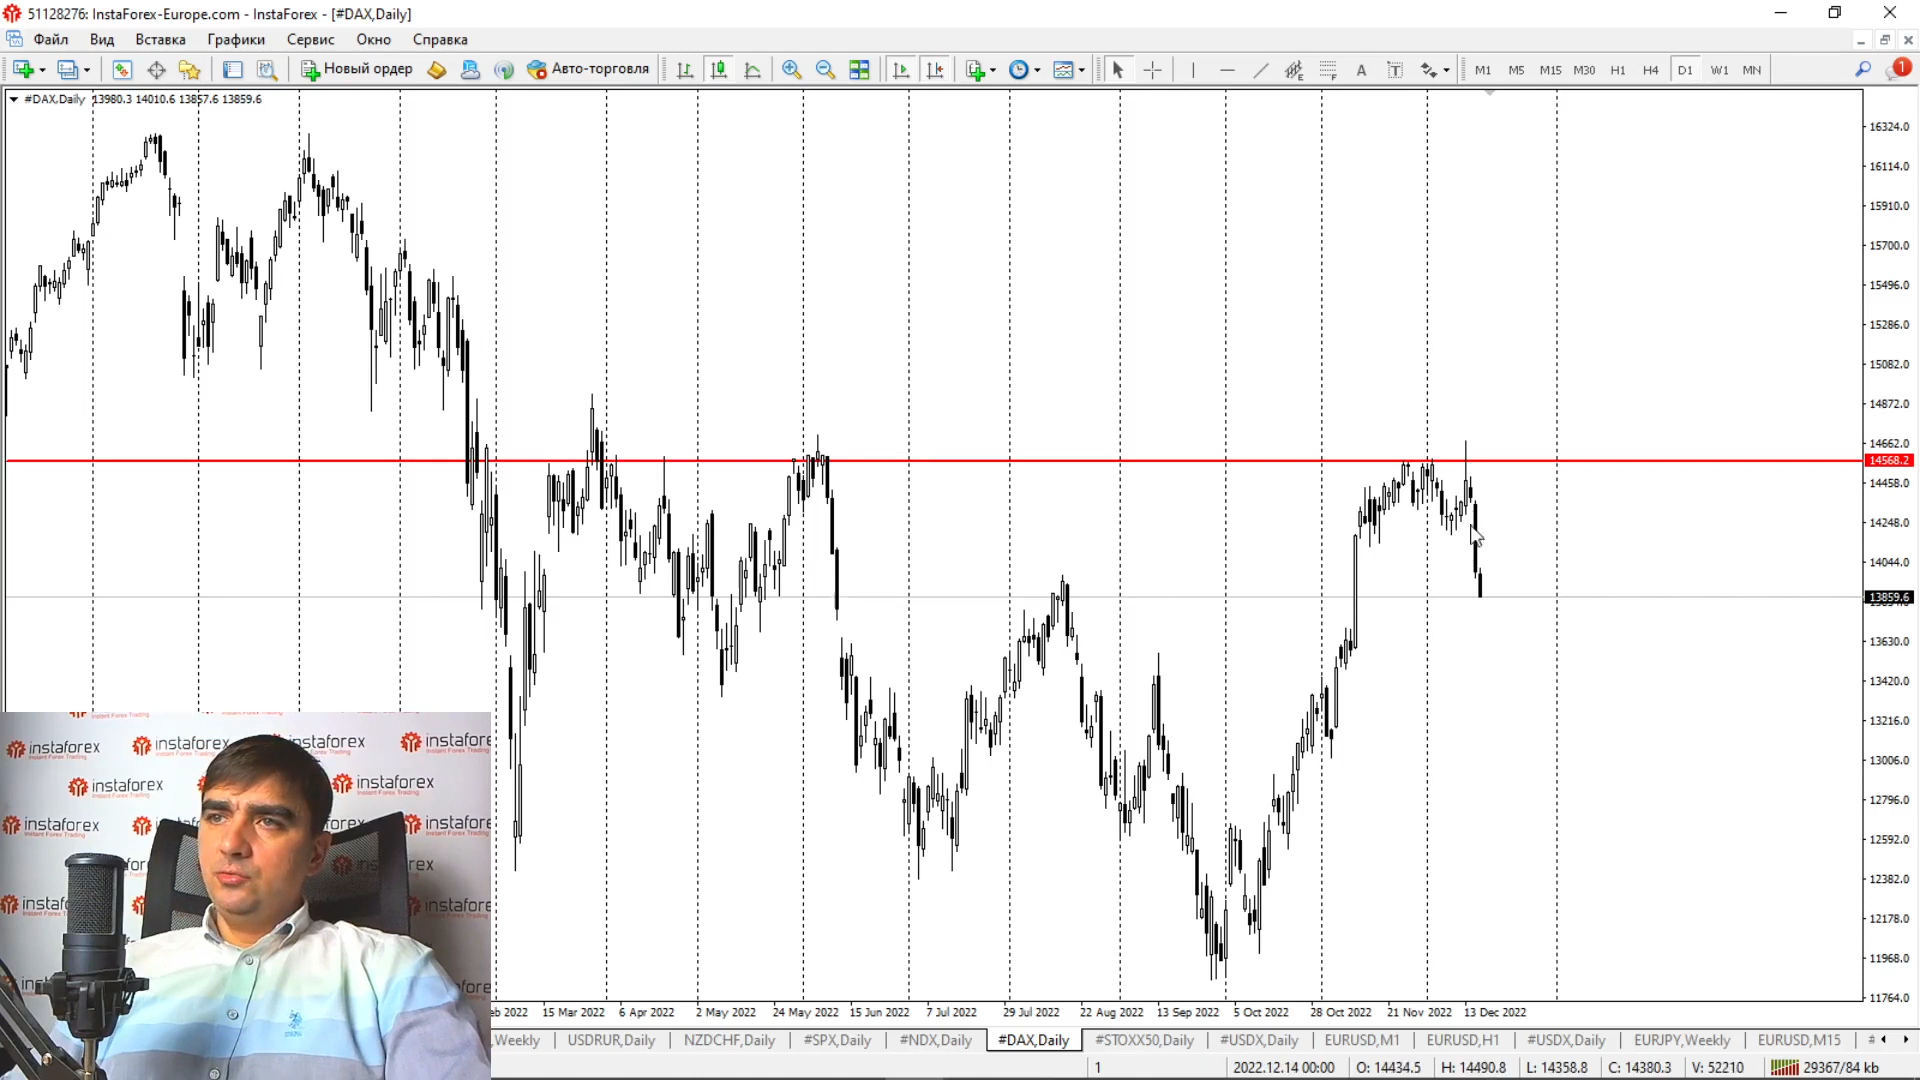 51128276: InstaForex-Europe.com - InstaForex - [#DAX,Daily]
Файл Вид Вставка Графики Сервис Окно Справка
Новый ордер Авто-торговля A T M1 M5 M15 M30 H1 H4 D1 W1 MN 1
#DAX,Daily 13980.3 14010.6 13857.6 13859.6
16324.0
16114.0
15910.0
15700.0
15496.0
15286.0
15082.0
14872.0
14662.0
14568.2
14458.0
14248.0
14044.0
13859.6
13630.0
13420.0
13216.0
13006.0
12796.0
12592.0
12382.0
12178.0
11968.0
11764.0
instaforex
Instant Forex Trading
instaforex
instaforex
instaforex
instaforex
instaforex
eb 2022 15 Mar 2022 6 Apr 2022 2 May 2022 24 May 2022 15 Jun 2022 7 Jul 2022 29 Jul 2022 22 Aug 2022 13 Sep 2022 5 Oct 2022 28 Oct 2022 21 Nov 2022 13 Dec 2022
,Weekly USDRUR,Daily NZDCHF,Daily #SPX,Daily #NDX,Daily #DAX,Daily #STOXX50,Daily #USDX,Daily EURUSD,M1 EURUSD,H1 #USDX,Daily EURJPY,Weekly EURUSD,M15 #
1 2022.12.14 00:00 O: 14434.5 H: 14490.8 L: 14358.8 C: 14380.3 V: 52210 29367/84 kb